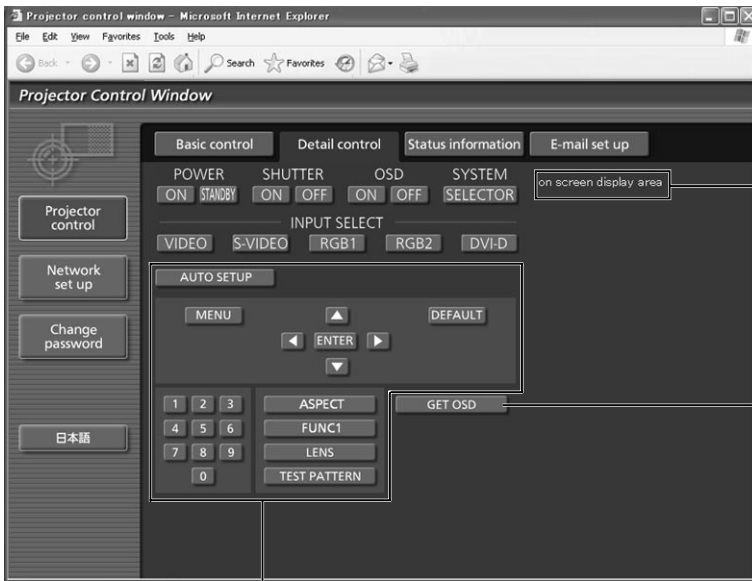 Projector control window - Microsoft Internet Explorer
File Edit View Favorites Tools Help
Back Search Favorites
Projector Control Window
Basic control Detail control Status information E-mail set up
POWER SHUTTER OSD SYSTEM
ON STANDBY ON OFF ON OFF SELECTOR
on screen display area
INPUT SELECT
VIDEO S-VIDEO RGB1 RGB2 DVI-D
Projector control
Network set up
Change password
日本語
AUTO SETUP
MENU DEFAULT
ENTER
1 2 3
4 5 6
7 8 9
0
ASPECT
FUNC1
LENS
TEST PATTERN
GET OSD